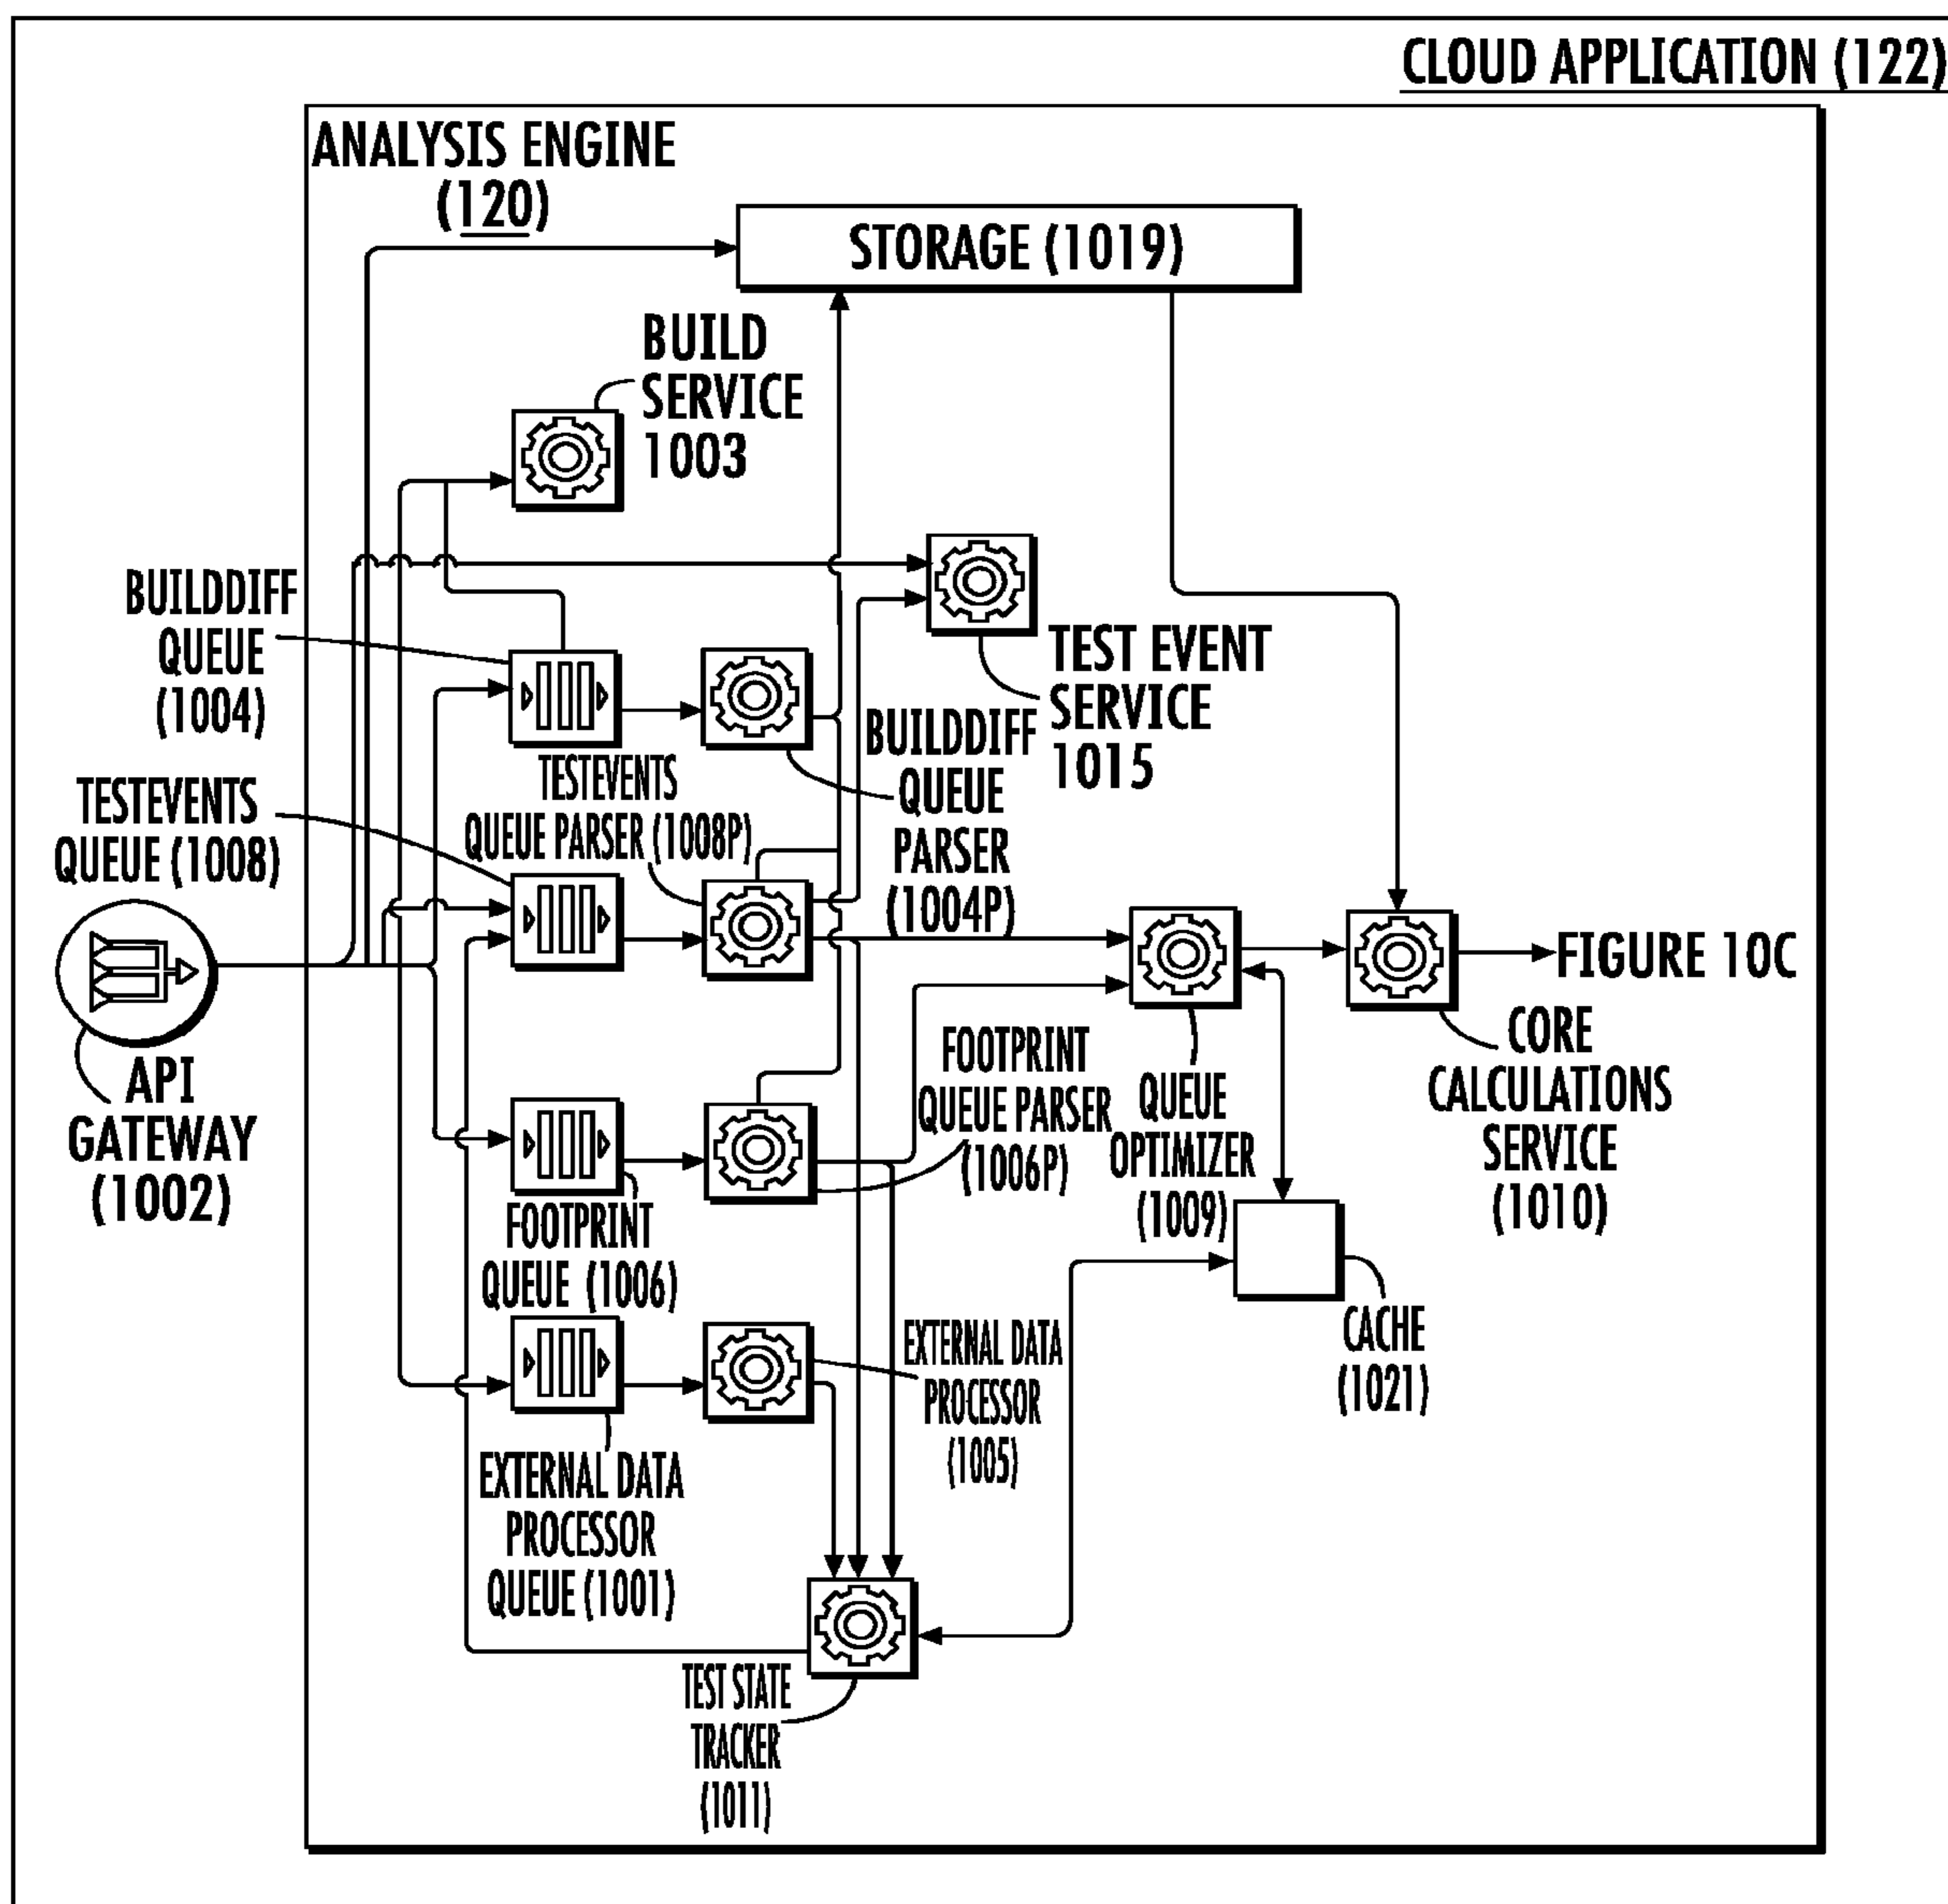 CLOUD APPLICATION (122)
ANALYSIS ENGINE
(120)
STORAGE (1019)
BUILD
SERVICE
1003
BUILDDIFF
QUEUE
(1004)
TEST EVENT
SERVICE
1015
BUILDDIFF
QUEUE
PARSER
(1004P)
TESTEVENTS
QUEUE PARSER (1008P)
TESTEVENTS
QUEUE (1008)
FIGURE 10C
API
GATEWAY
(1002)
FOOTPRINT
QUEUE PARSER
(1006P)
QUEUE
OPTIMIZER
(1009)
CORE
CALCULATIONS
SERVICE
(1010)
FOOTPRINT
QUEUE (1006)
CACHE
(1021)
EXTERNAL DATA
PROCESSOR
(1005)
EXTERNAL DATA
PROCESSOR
QUEUE (1001)
TEST STATE
TRACKER
(1011)